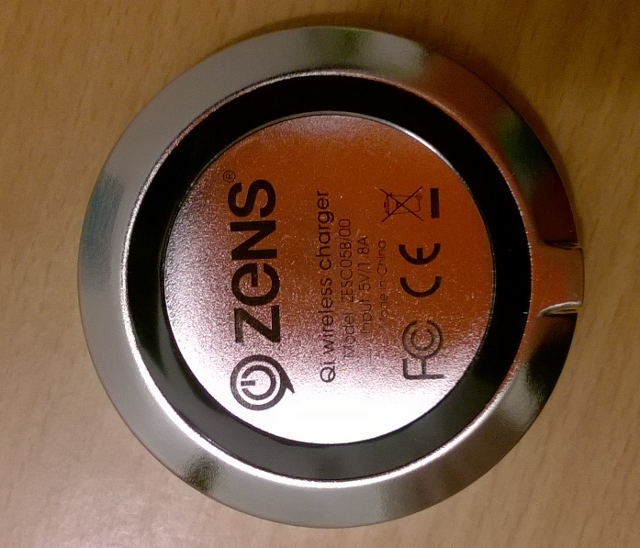 ZENS®
Qi wireless charger
Model: ZESC05B/00
Input: 5V/1.8A
Made in China
FC CE